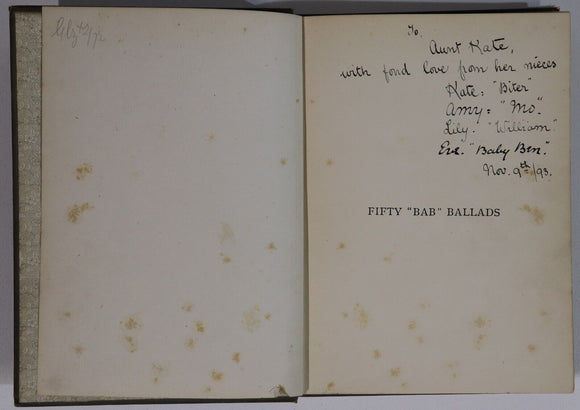 To,
Aunt Kate,
with fond love from her nieces
Kate: "Biter"
Amy: "Mo."
Lily. "William"
Eve. "Baby Ben."
Nov. 9th /93.
FIFTY "BAB" BALLADS